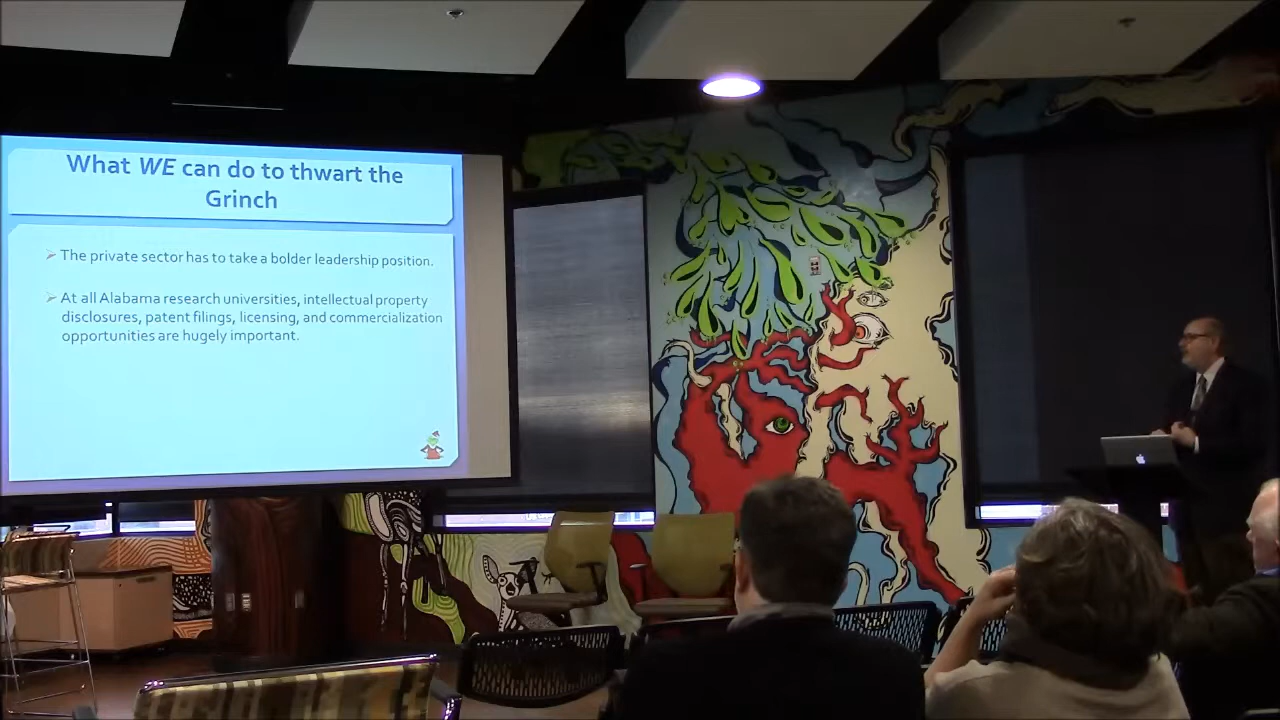 What WE can do to thwart the
Grinch
The private sector has to take a bolder leadership position.
At all Alabama research universities, intellectual property
disclosures, patent filings, licensing, and commercialization
opportunities are hugely important.